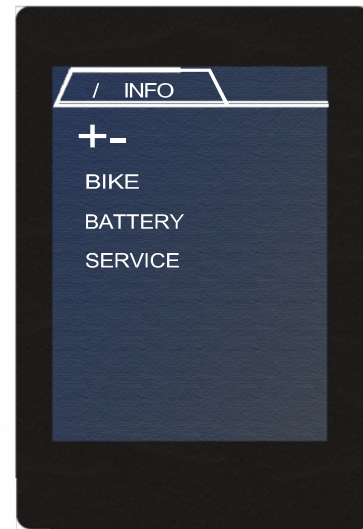 / INFO
+-
BIKE
BATTERY
SERVICE